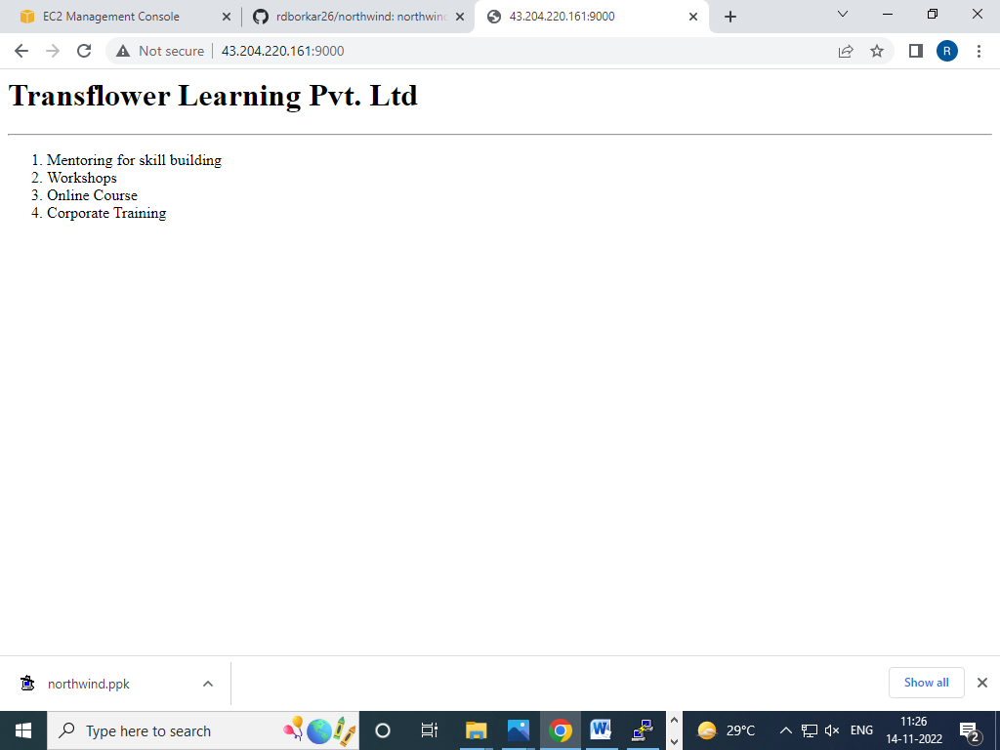 EC2 Management Console
rdborkar26/northwind: northwind
43.204.220.161:9000
Not secure
43.204.220.161:9000
R
Transflower Learning Pvt. Ltd
1. Mentoring for skill building
2. Workshops
3. Online Course
4. Corporate Training
northwind.ppk
Show all
Type here to search
W
29°C
ENG
11:26
14-11-2022
2